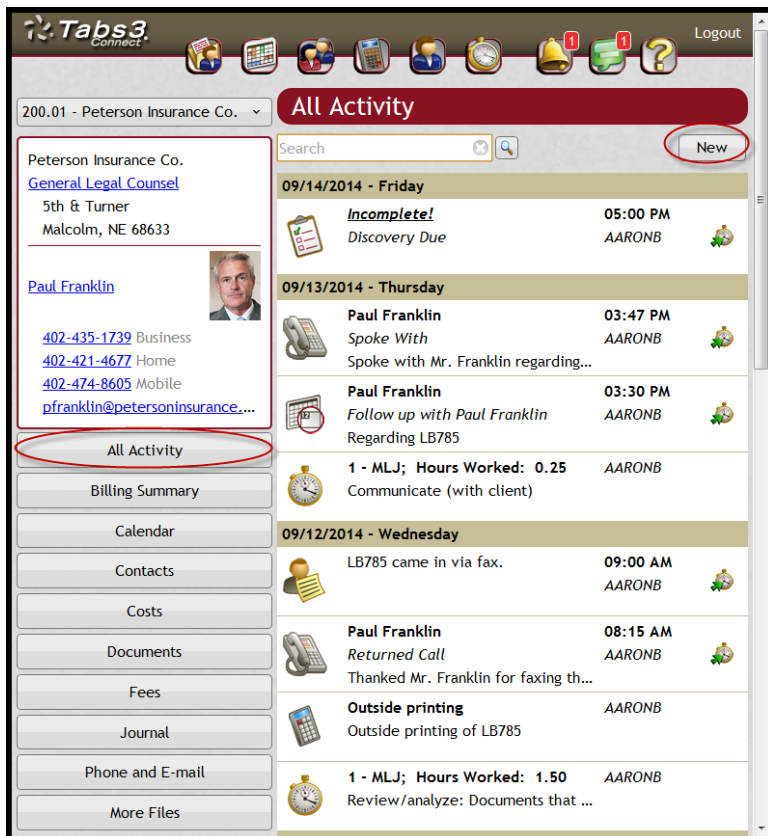 Tabs3.
Connect
1
1
Logout
200.01 - Peterson Insurance Co.
All Activity
Peterson Insurance Co.
General Legal Counsel
5th & Turner
Malcolm, NE 68633
Paul Franklin
402-435-1739 Business
402-421-4677 Home
402-474-8605 Mobile
pfranklin@petersoninsurance....
All Activity
Billing Summary
Calendar
Contacts
Costs
Documents
Fees
Journal
Phone and E-mail
More Files
Search
New
09/14/2014 - Friday
Incomplete! 05:00 PM
Discovery Due AARONB
09/13/2014 - Thursday
Paul Franklin 03:47 PM
Spoke With AARONB
Spoke with Mr. Franklin regarding...
Paul Franklin 03:30 PM
Follow up with Paul Franklin AARONB
Regarding LB785
1 - MLJ; Hours Worked: 0.25 AARONB
Communicate (with client)
09/12/2014 - Wednesday
LB785 came in via fax. 09:00 AM
AARONB
Paul Franklin 08:15 AM
Returned Call AARONB
Thanked Mr. Franklin for faxing th...
Outside printing AARONB
Outside printing of LB785
1 - MLJ; Hours Worked: 1.50 AARONB
Review/analyze: Documents that ...